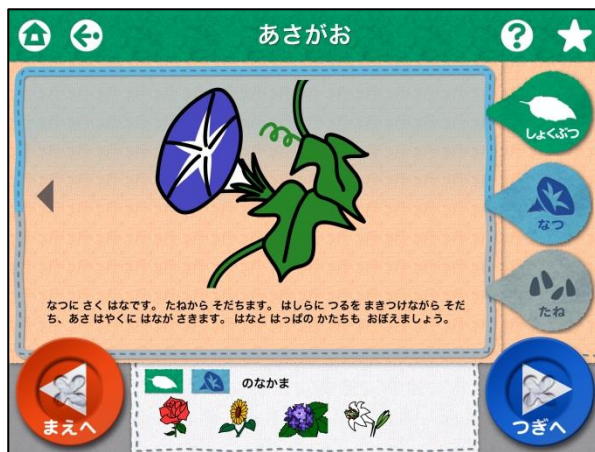 あさがお
?
しょくぶつ
なつ
たね
なつに さく はなです。 たねから そだちます。 はしらに つるを まきつけながら そだ
ち、あさ はやくに はなが さきます。 はなと はっぱの かたちも おぼえましょう。
のなかま
まえへ
つぎへ